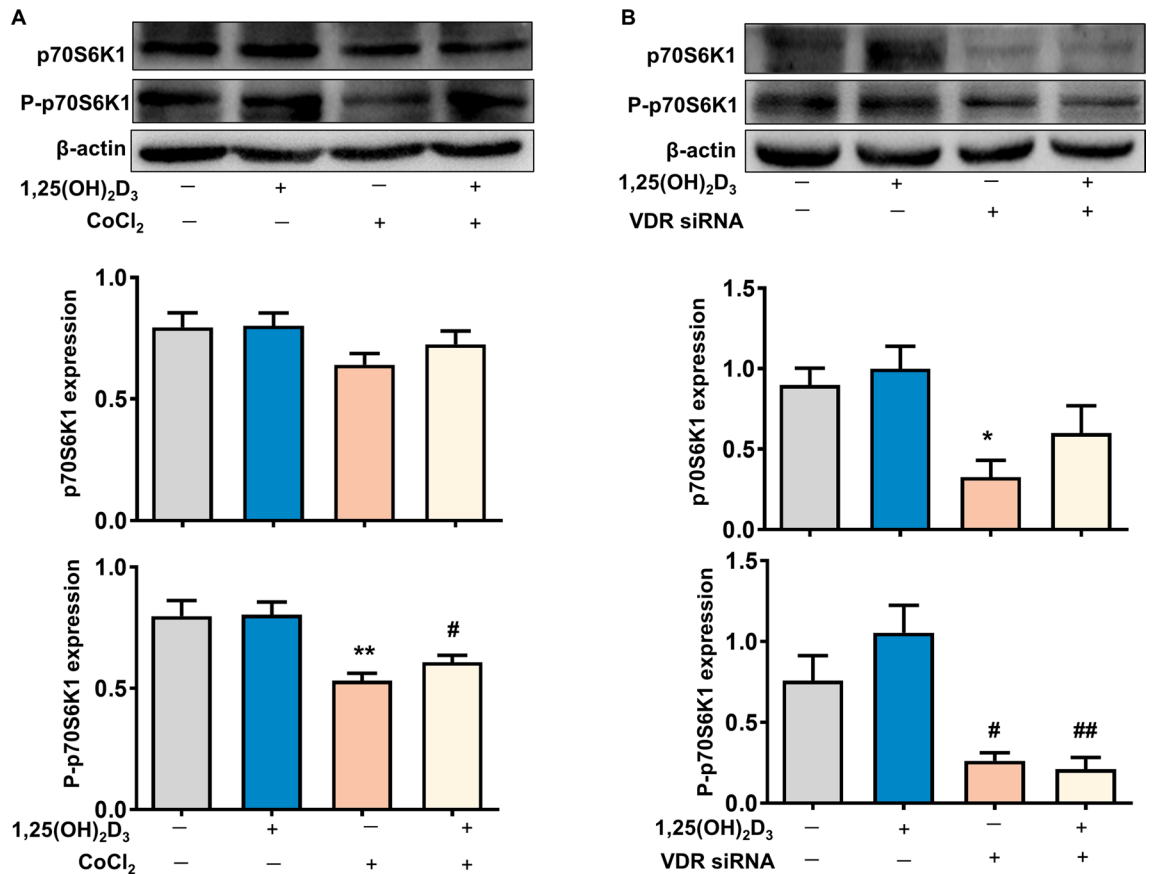 A
p70S6K1
P-p70S6K1
β-actin
1,25(OH)₂D₃ – + – +
CoCl₂ – – + +
1.0
0.5
0.0
p70S6K1 expression
1.0
0.5
0.0
P-p70S6K1 expression
** #
1,25(OH)₂D₃ – + – +
CoCl₂ – – + +
B
p70S6K1
P-p70S6K1
β-actin
1,25(OH)₂D₃ – + – +
VDR siRNA – – + +
1.5
1.0
0.5
0.0
p70S6K1 expression
*
1.5
1.0
0.5
0.0
P-p70S6K1 expression
# ##
1,25(OH)₂D₃ – + – +
VDR siRNA – – + +